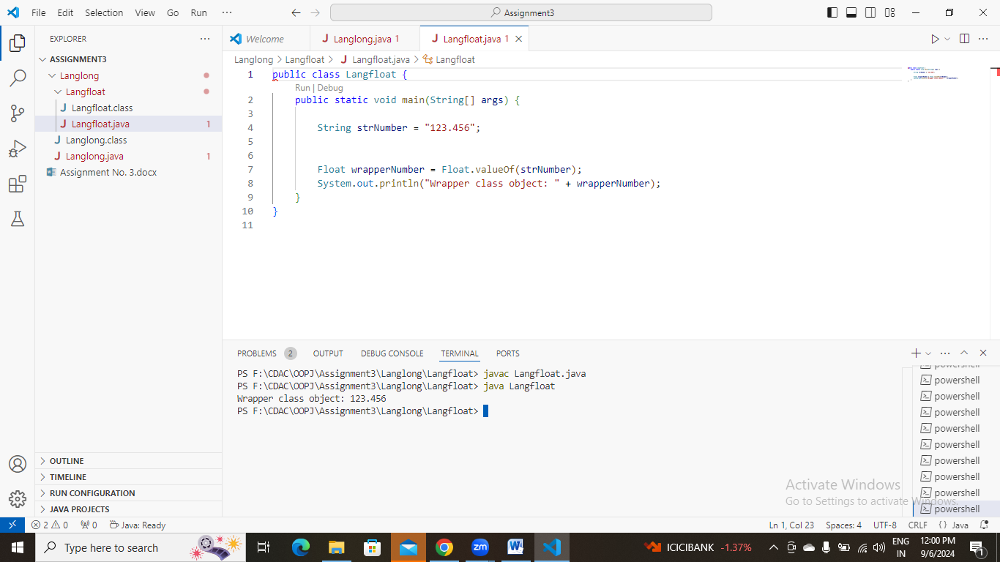 File Edit Selection View Go Run ··· Assignment3
EXPLORER ···
ASSIGNMENT3
Langlong
Langfloat
J Langfloat.class
J Langfloat.java 1
J Langlong.class
J Langlong.java 1
Assignment No. 3.docx
OUTLINE
TIMELINE
RUN CONFIGURATION
JAVA PROJECTS
Welcome J Langlong.java 1 J Langfloat.java 1
Langlong > Langfloat > J Langfloat.java > Langfloat
1 public class Langfloat {
Run | Debug
2 public static void main(String[] args) {
3
4 String strNumber = "123.456";
5
6
7 Float wrapperNumber = Float.valueOf(strNumber);
8 System.out.println("Wrapper class object: " + wrapperNumber);
9 }
10 }
11
PROBLEMS 2 OUTPUT DEBUG CONSOLE TERMINAL PORTS
PS F:\CDAC\OOPJ\Assignment3\Langlong\Langfloat> javac Langfloat.java
PS F:\CDAC\OOPJ\Assignment3\Langlong\Langfloat> java Langfloat
Wrapper class object: 123.456
PS F:\CDAC\OOPJ\Assignment3\Langlong\Langfloat>
powershell
powershell
powershell
powershell
powershell
powershell
powershell
powershell
powershell
powershell
Activate Windows
Go to Settings to activate Windows.
2 0 0 Java: Ready Ln 1, Col 23 Spaces: 4 UTF-8 CRLF {} Java
Type here to search zm W ICICIBANK -1.37% ENG IN 12:00 PM 9/6/2024 1